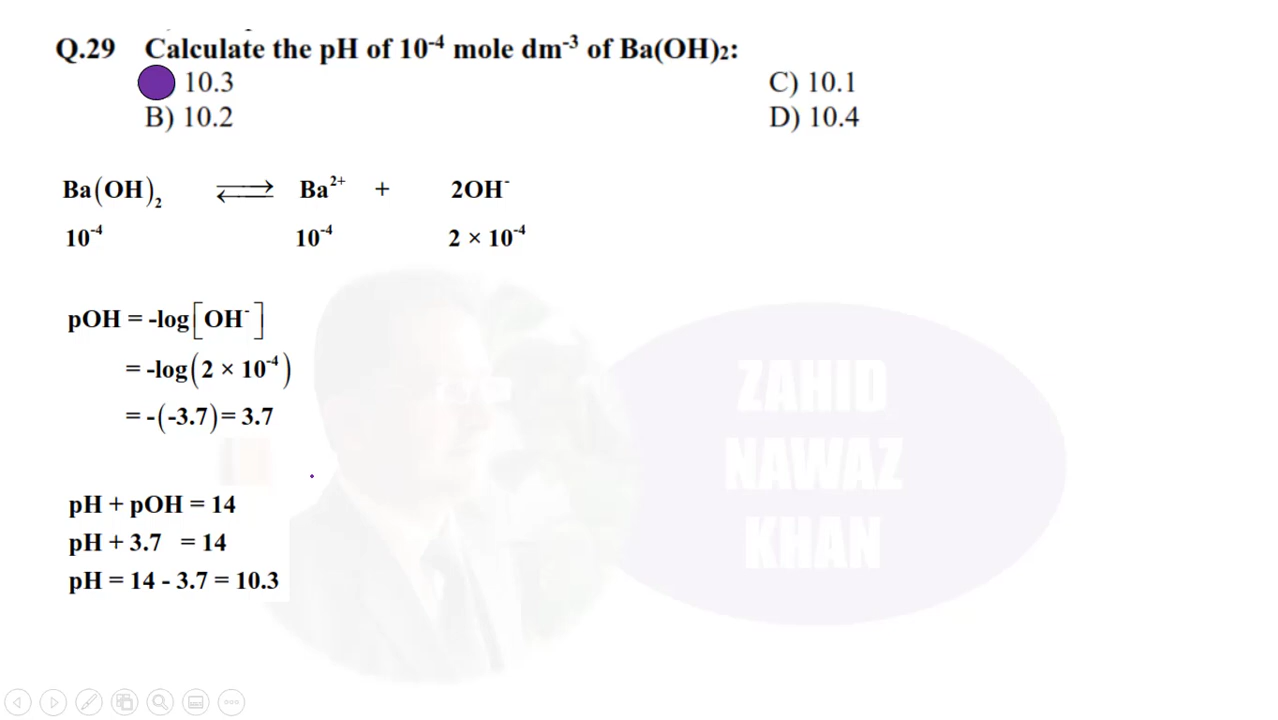 Q.29 Calculate the pH of 10⁻⁴ mole dm⁻³ of Ba(OH)₂:
10.3 C) 10.1
B) 10.2 D) 10.4
Ba(OH)₂ ⇌ Ba²⁺ + 2OH⁻
10⁻⁴ 10⁻⁴ 2 × 10⁻⁴
pOH = -log[OH⁻]
= -log(2 × 10⁻⁴)
= -(-3.7) = 3.7
pH + pOH = 14
pH + 3.7 = 14
pH = 14 - 3.7 = 10.3
ZAHID
NAWAZ
KHAN